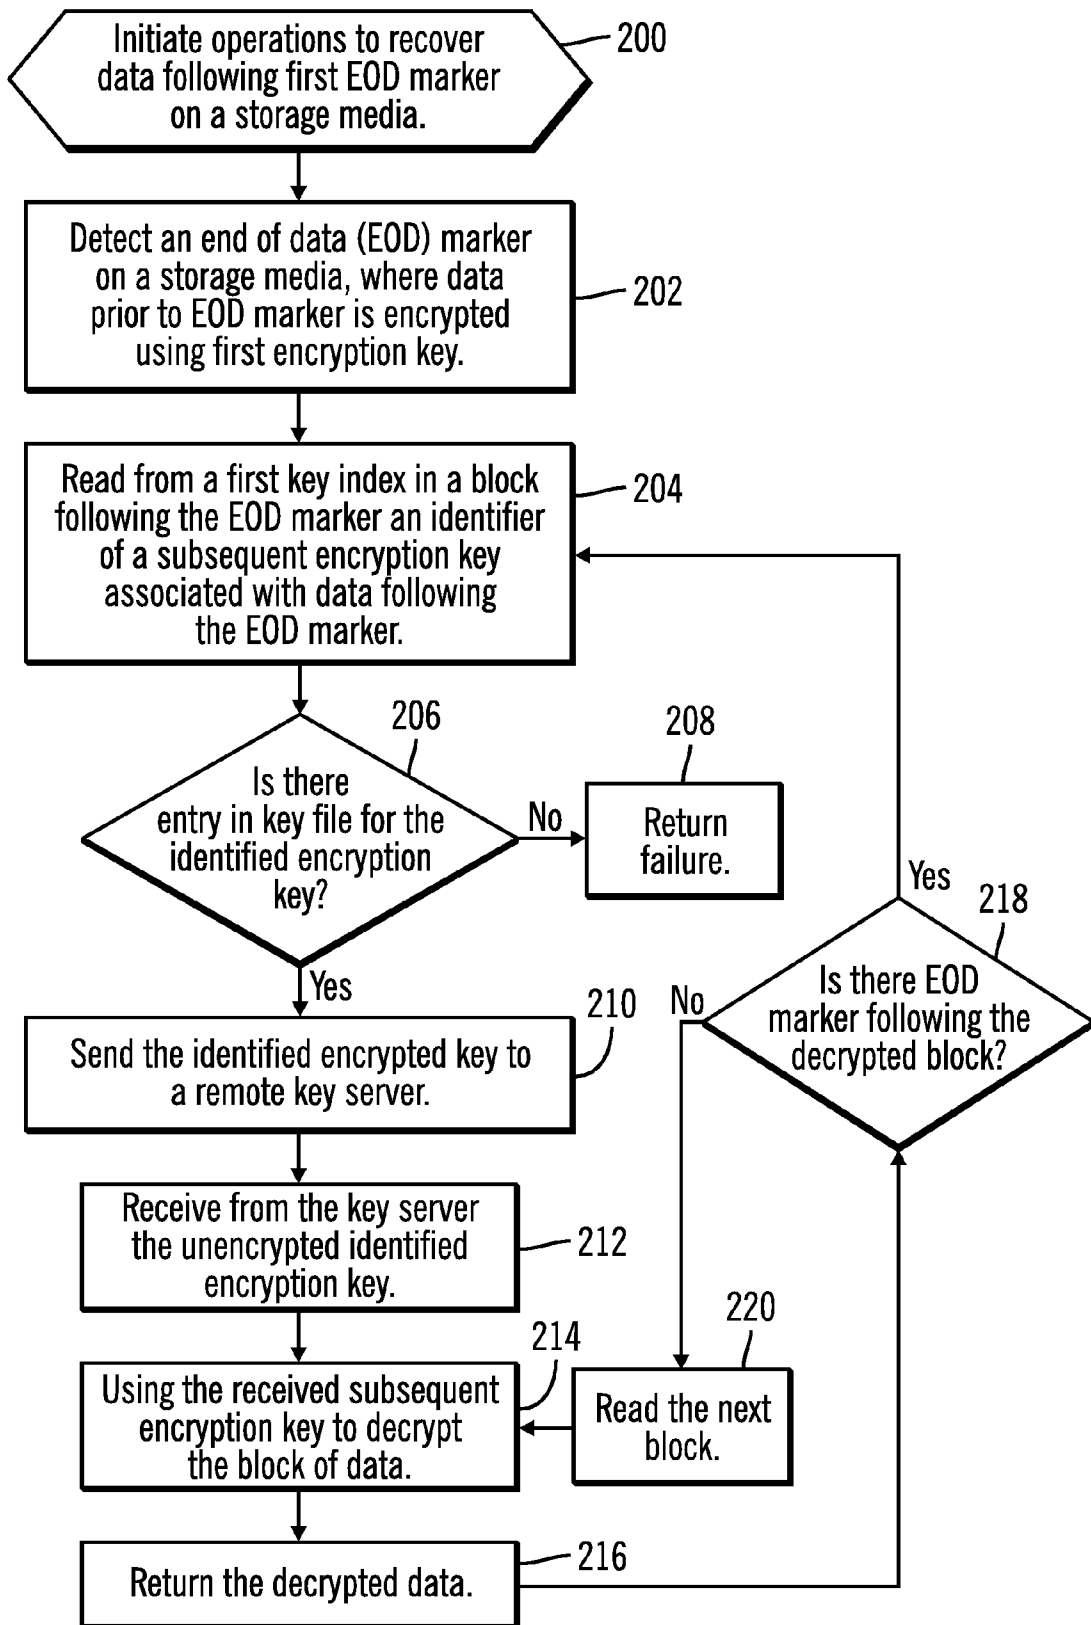 Initiate operations to recover
data following first EOD marker
on a storage media.
200
Detect an end of data (EOD) marker
on a storage media, where data
prior to EOD marker is encrypted
using first encryption key.
202
Read from a first key index in a block
following the EOD marker an identifier
of a subsequent encryption key
associated with data following
the EOD marker.
204
206
Is there
entry in key file for the
identified encryption
key?
No
208
Return
failure.
Yes
Yes
210
Send the identified encrypted key to
a remote key server.
Receive from the key server
the unencrypted identified
encryption key.
212
214
Using the received subsequent
encryption key to decrypt
the block of data.
216
Return the decrypted data.
218
Is there EOD
marker following the
decrypted block?
No
220
Read the next
block.